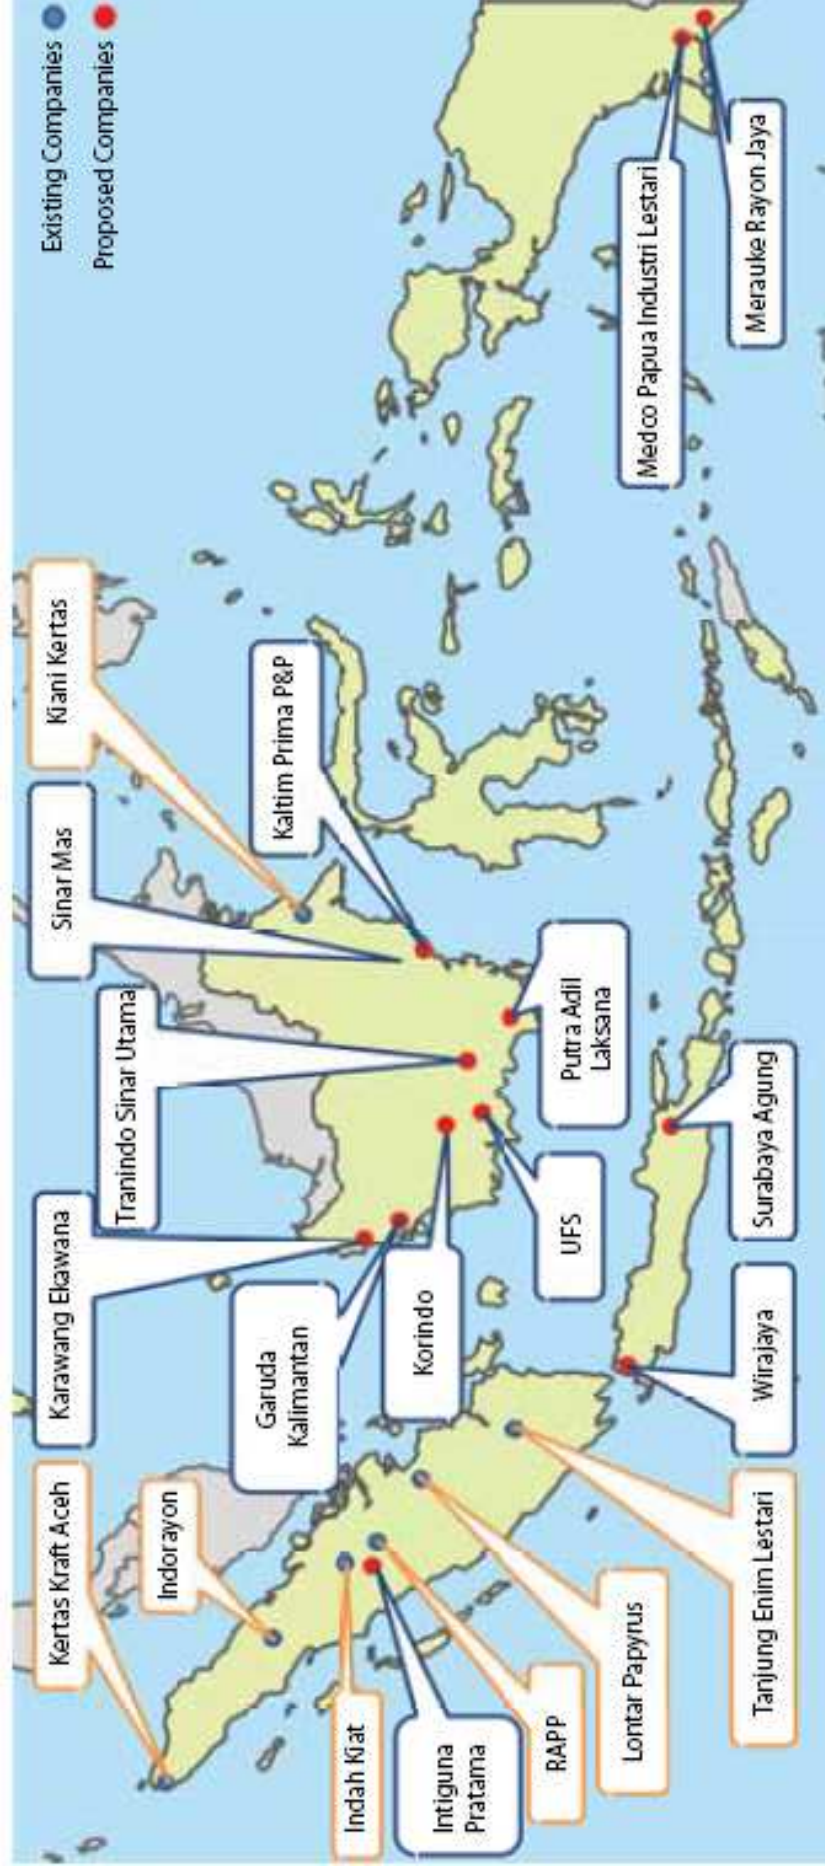 Existing Companies
Proposed Companies
Kertas Kraft Aceh
Karawang Ekawana
Tranindo Sinar Utama
Sinar Mas
Kiani Kertas
Indorayon
Garuda
Kalimantan
Kaltim Prima P&P
Indah Kiat
Korindo
Intiguna
Pratama
RAPP
UFS
Putra Adil
Laksana
Lontar Papyrus
Medco Papua Industri Lestari
Tanjung Enim Lestari
Wirajaya
Surabaya Agung
Merauke Rayon Jaya